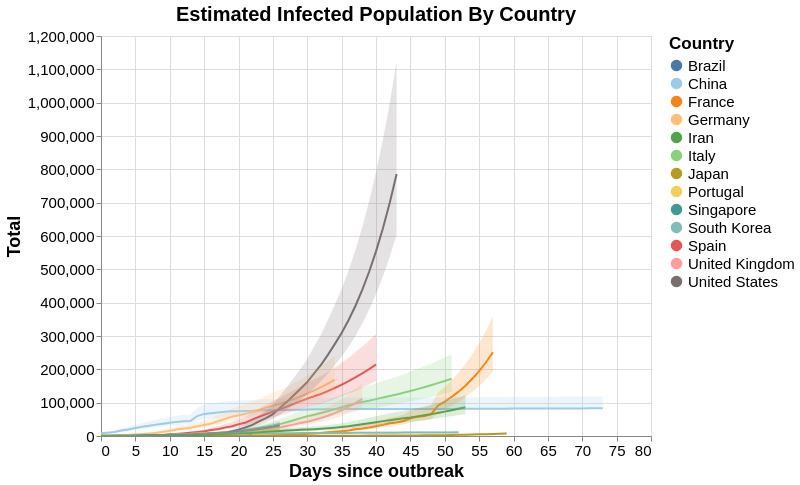 Estimated Infected Population By Country
1,200,000
1,100,000
1,000,000
900,000
800,000
700,000
600,000
500,000
400,000
300,000
200,000
100,000
0
Total
0 5 10 15 20 25 30 35 40 45 50 55 60 65 70 75 80
Days since outbreak
Country
Brazil
China
France
Germany
Iran
Italy
Japan
Portugal
Singapore
South Korea
Spain
United Kingdom
United States